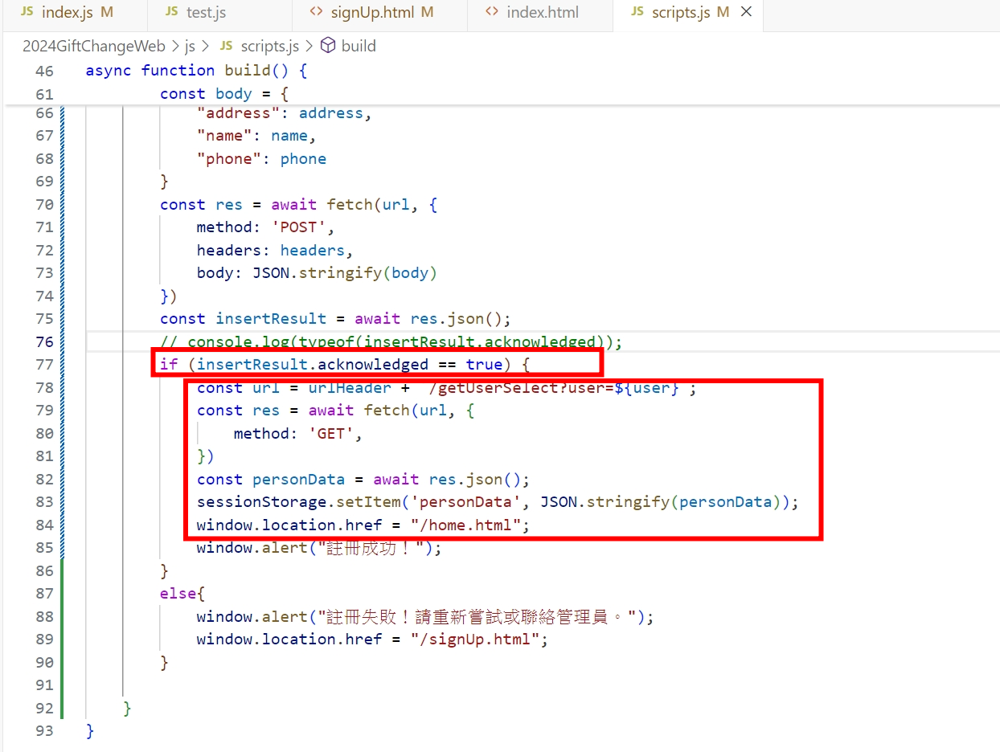 JS index.js M JS test.js <> signUp.html M <> index.html JS scripts.js M ×
2024GiftChangeWeb > js > JS scripts.js > build
46 async function build() {
61 const body = {
66 "address": address,
67 "name": name,
68 "phone": phone
69 }
70 const res = await fetch(url, {
71 method: 'POST',
72 headers: headers,
73 body: JSON.stringify(body)
74 })
75 const insertResult = await res.json();
76 // console.log(typeof(insertResult.acknowledged));
77 if (insertResult.acknowledged == true) {
78 const url = urlHeader + /getUserSelect?user=${user} ;
79 const res = await fetch(url, {
80 method: 'GET',
81 })
82 const personData = await res.json();
83 sessionStorage.setItem('personData', JSON.stringify(personData));
84 window.location.href = "/home.html";
85 window.alert("註冊成功！");
86 }
87 else{
88 window.alert("註冊失敗！請重新嘗試或聯絡管理員。");
89 window.location.href = "/signUp.html";
90 }
91
92 }
93 }